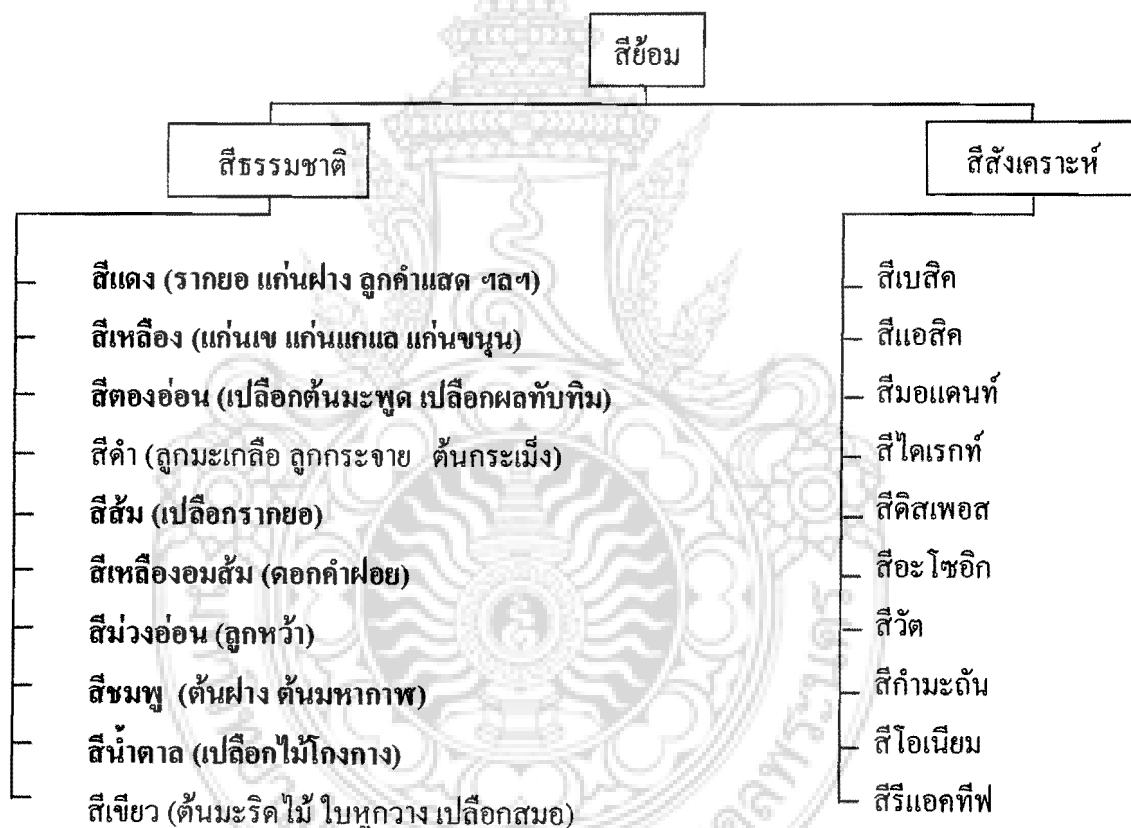 สีย้อม
สีธรรมชาติ
สีแดง (รากยอ แก่นฝาง ลูกคำแสด ฯลฯ)
สีเหลือง (แก่นเข แก่นแกแล แก่นขนุน)
สีตองอ่อน (เปลือกต้นมะพูด เปลือกผลทับทิม)
สีดำ (ลูกมะเกลือ ลูกกระจาย ต้นกระเม็ง)
สีส้ม (เปลือกรากยอ)
สีเหลืองอมส้ม (ดอกคำฝอย)
สีม่วงอ่อน (ลูกหว้า)
สีชมพู (ต้นฝาง ต้นมหากาฬ)
สีน้ำตาล (เปลือกไม้โกงกาง)
สีเขียว (ต้นมะริดไม้ ใบหูกวาง เปลือกสมอ)
สีสังเคราะห์
สีเบสิค
สีแอสิค
สีมอแดนท์
สีไดเรกท์
สีดิสเพอส
สีอะโซอิก
สีวัต
สีกำมะถัน
สีโอเนียม
สีรีแอคทีฟ